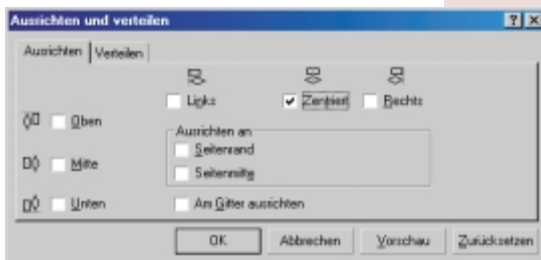 Ausrichten und verteilen
Ausrichten Verteilen
Links Zentriert Rechts
Oben
Ausrichten an
Seitenrand
Mitte
Seitenmitte
Unten Am Gitter ausrichten
OK Abbrechen Vorschau Zurücksetzen